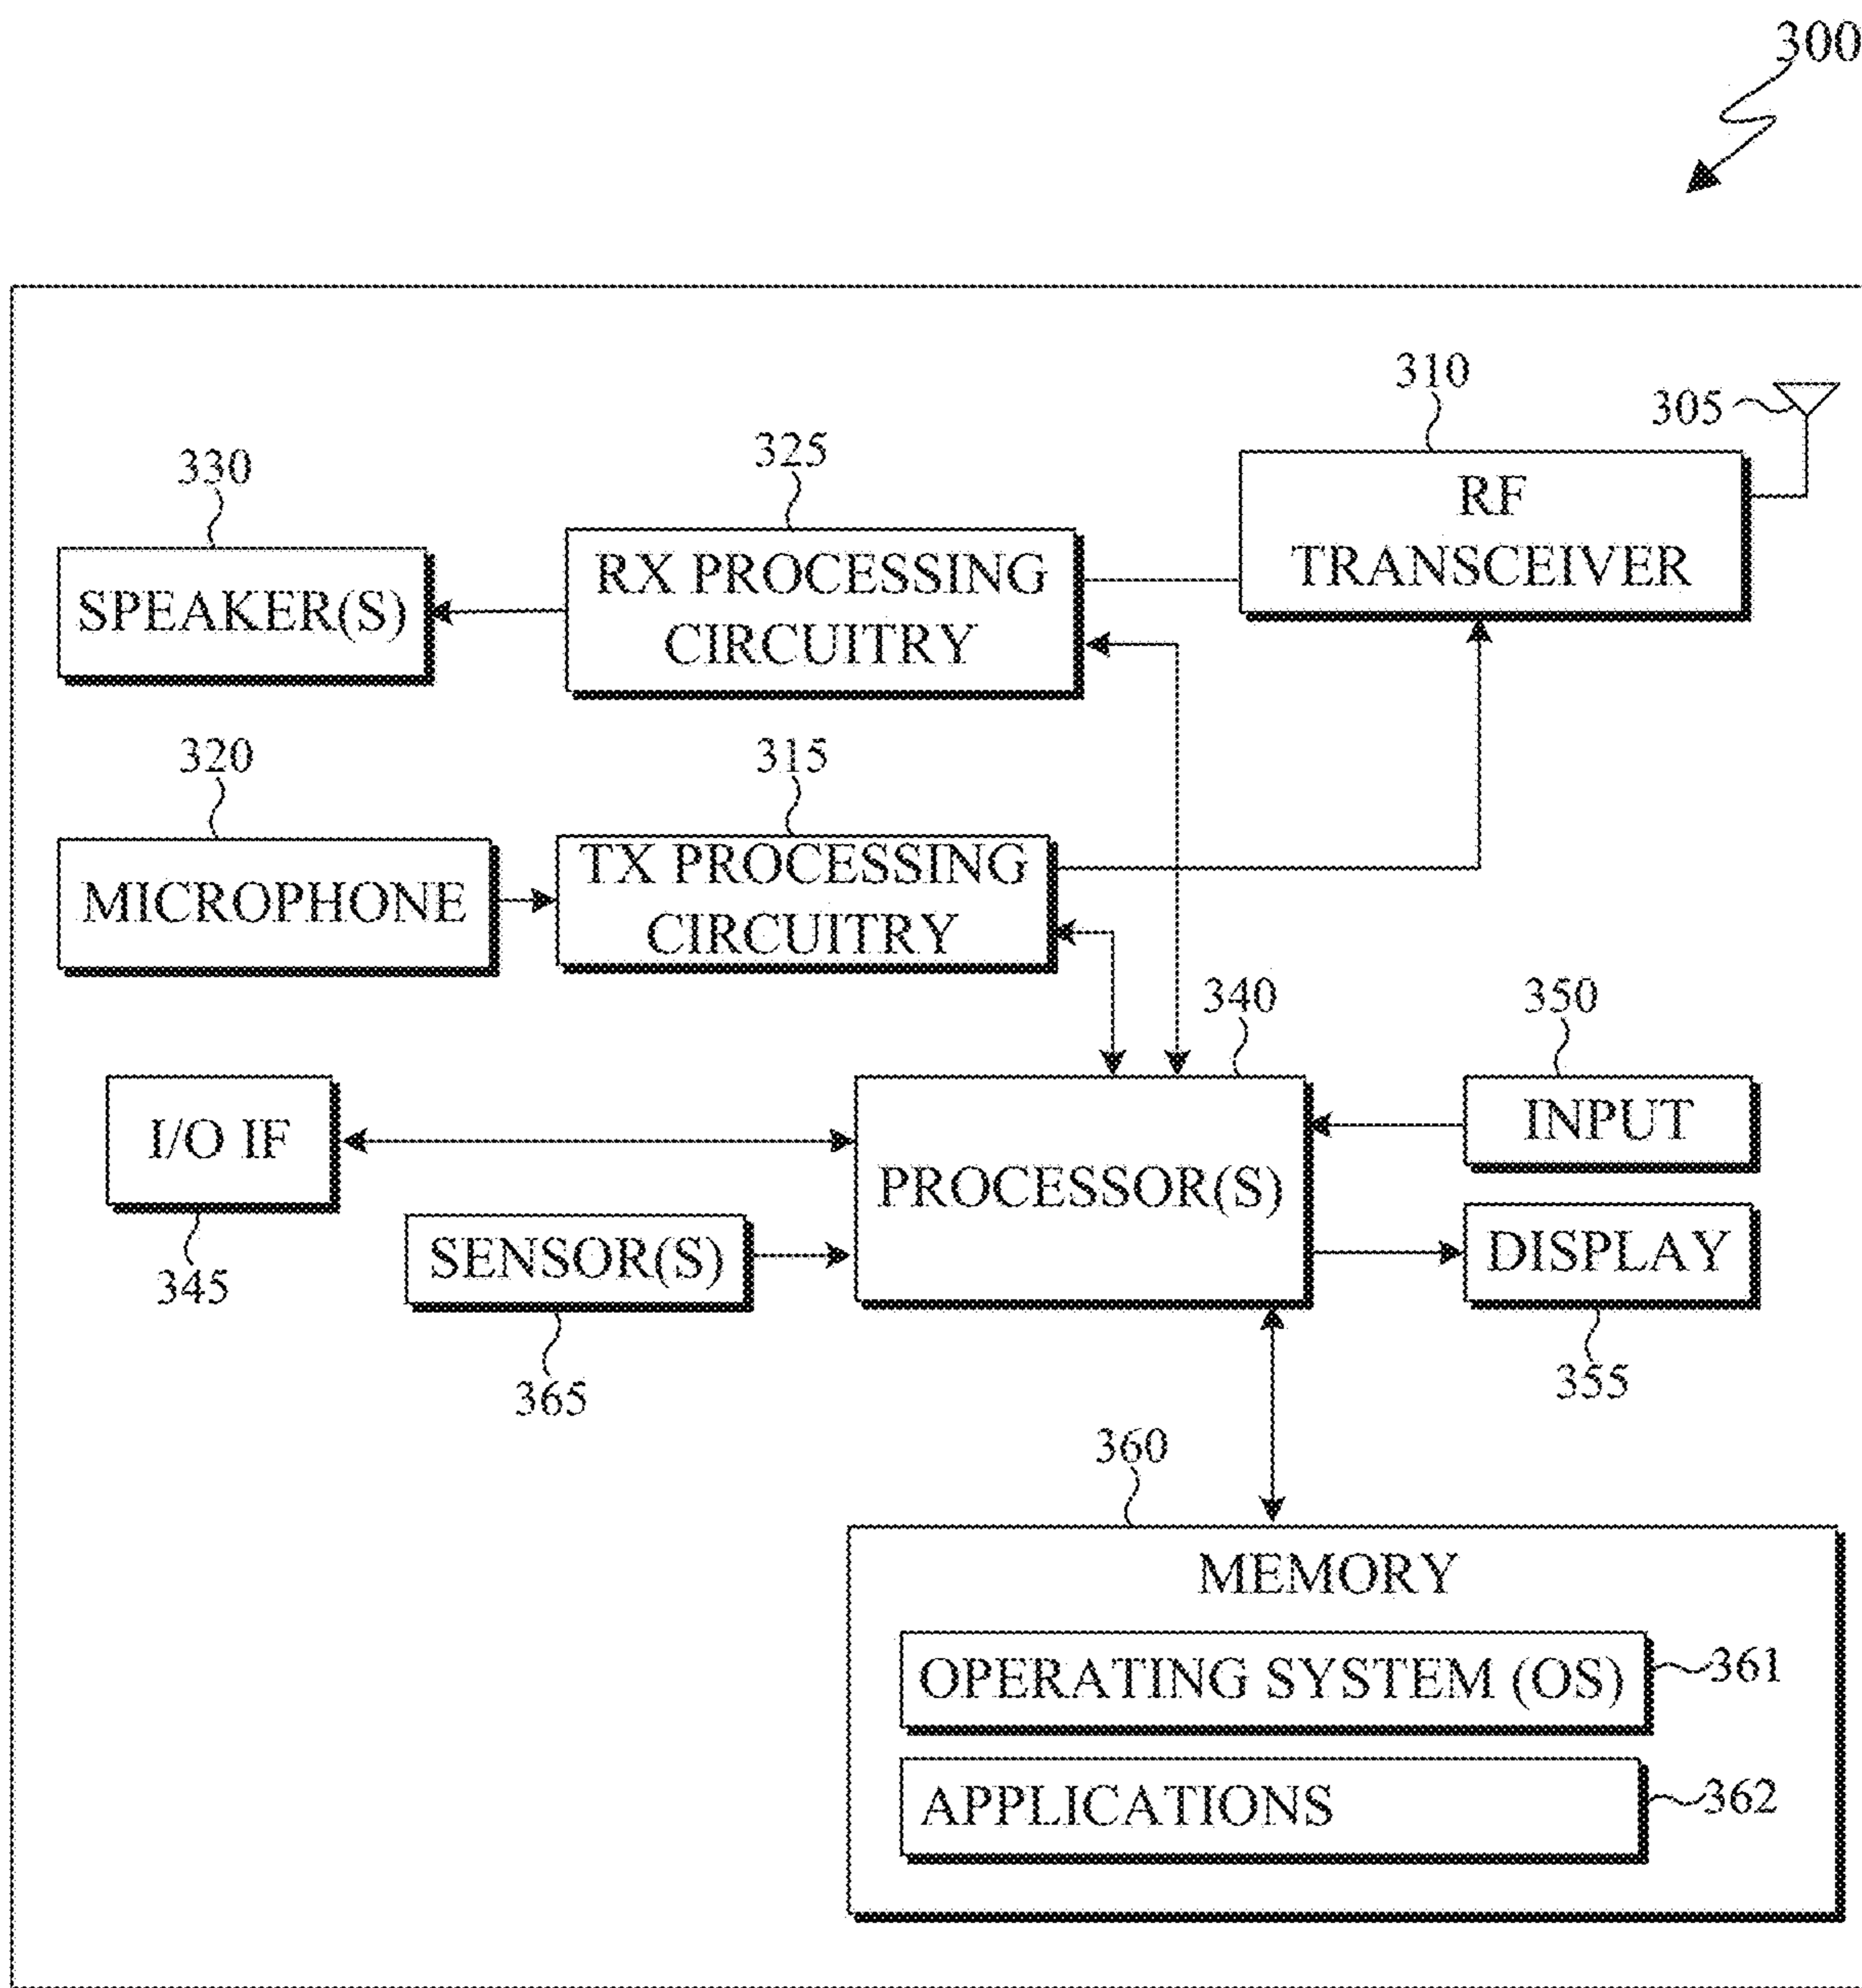 300
310
305
325
330
RF
TRANSCEIVER
RX PROCESSING
CIRCUITRY
SPEAKER(S)
320
315
MICROPHONE
TX PROCESSING
CIRCUITRY
340
350
I/O IF
INPUT
PROCESSOR(S)
SENSOR(S)
DISPLAY
345
365
355
360
MEMORY
OPERATING SYSTEM (OS)
361
APPLICATIONS
362